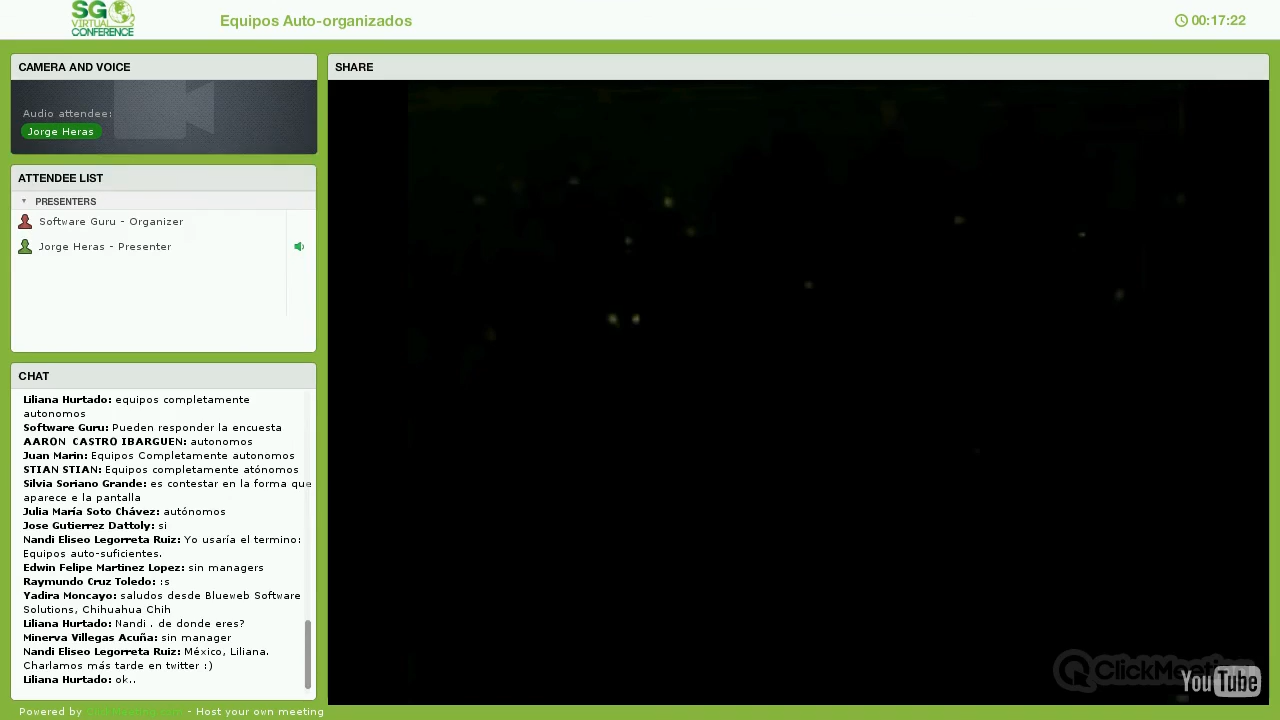 SG
VIRTUAL
CONFERENCE
Equipos Auto-organizados
00:17:22
CAMERA AND VOICE
Audio attendee:
Jorge Heras
ATTENDEE LIST
PRESENTERS
Software Guru - Organizer
Jorge Heras - Presenter
CHAT
Liliana Hurtado: equipos completamente
autonomos
Software Guru: Pueden responder la encuesta
AARON CASTRO IBARGUEN: autonomos
Juan Marin: Equipos Completamente autonomos
STIAN STIAN: Equipos completamente atónomos
Silvia Soriano Grande: es contestar en la forma que
aparece e la pantalla
Julia María Soto Chávez: autónomos
Jose Gutierrez Dattoly: si
Nandi Eliseo Legorreta Ruiz: Yo usaría el termino:
Equipos auto-suficientes.
Edwin Felipe Martinez Lopez: sin managers
Raymundo Cruz Toledo: :s
Yadira Moncayo: saludos desde Blueweb Software
Solutions, Chihuahua Chih
Liliana Hurtado: Nandi . de donde eres?
Minerva Villegas Acuña: sin manager
Nandi Eliseo Legorreta Ruiz: México, Liliana.
Charlamos más tarde en twitter :)
Liliana Hurtado: ok..
Powered by - Host your own meeting
SHARE
ClickMeeting
YouTube